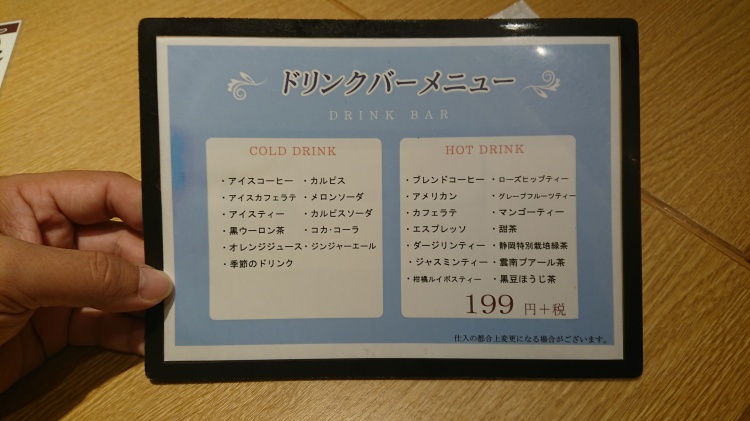 ドリンクバーメニュー
DRINK BAR
COLD DRINK
・アイスコーヒー ・カルピス
・アイスカフェラテ ・メロンソーダ
・アイスティー ・カルピスソーダ
・黒ウーロン茶 ・コカ・コーラ
・オレンジジュース ・ジンジャーエール
・季節のドリンク
HOT DRINK
・ブレンドコーヒー ・ローズヒップティー
・アメリカン ・グレープフルーツティー
・カフェラテ ・マンゴーティー
・エスプレッソ ・甜茶
・ダージリンティー ・静岡特別栽培緑茶
・ジャスミンティー ・雲南プアール茶
・柑橘ルイボスティー ・黒豆ほうじ茶
199 円+税
仕入の都合上変更になる場合がございます。